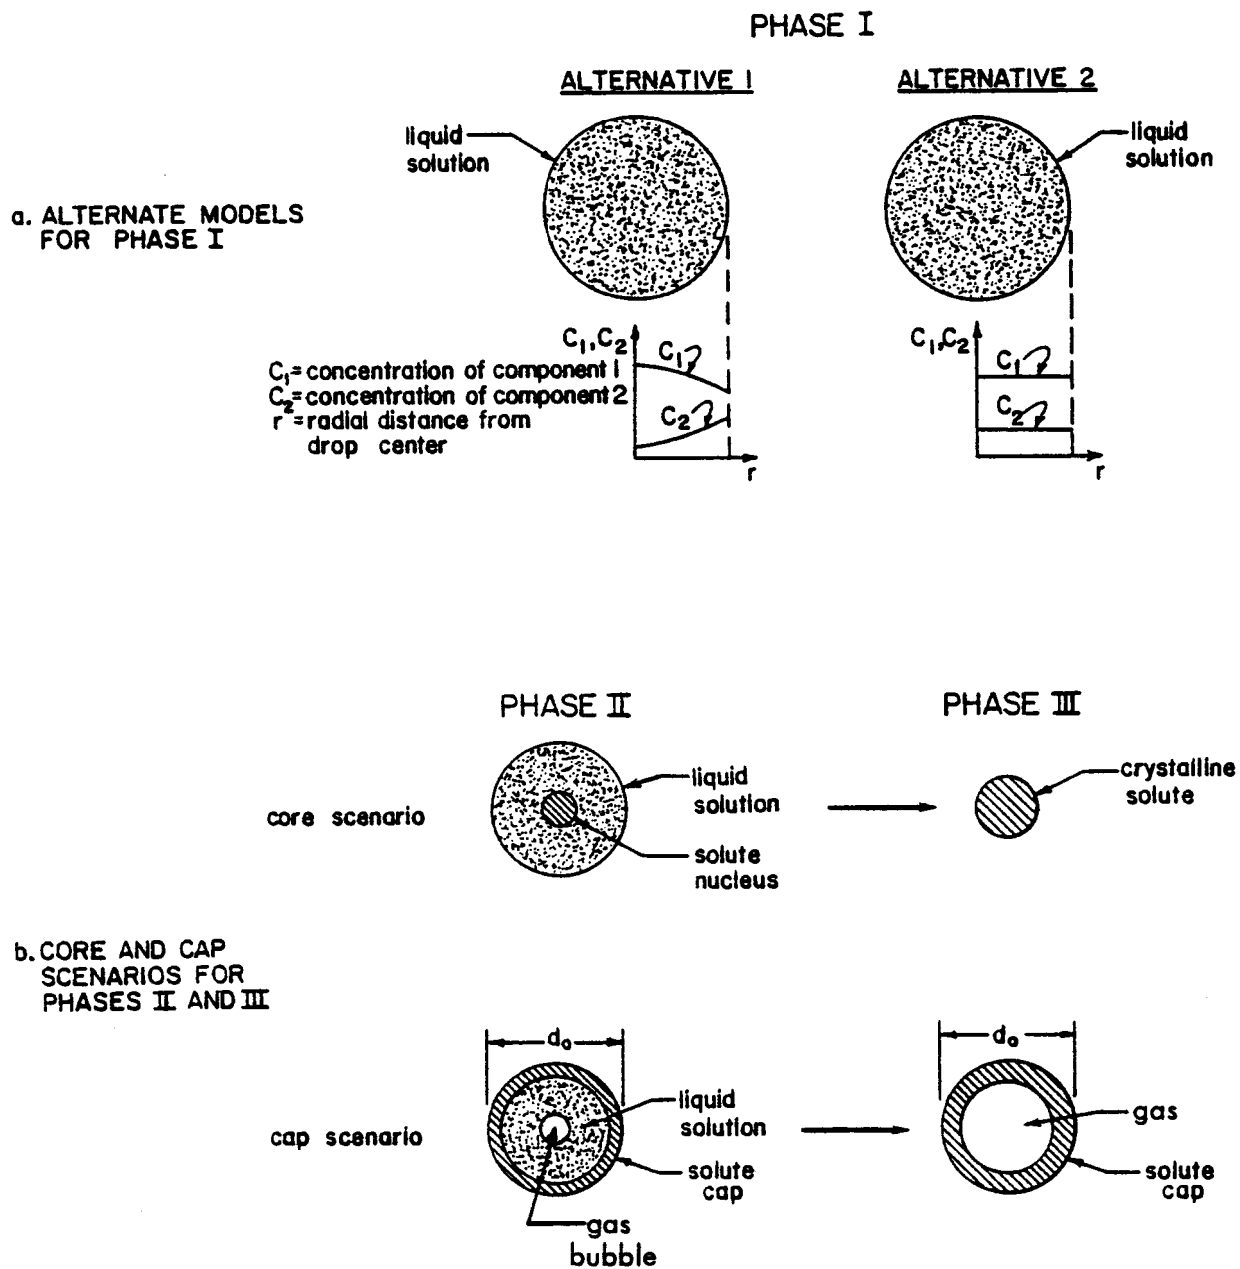 PHASE I
ALTERNATIVE 1
ALTERNATIVE 2
liquid
solution
liquid
solution
a. ALTERNATE MODELS
FOR PHASE I
C₁, C₂
C₁
C₂
r
C₁,C₂
C₁
C₂
r
C₁= concentration of component 1
C₂= concentration of component 2
r = radial distance from
drop center
PHASE II
PHASE III
core scenario
liquid
solution
solute
nucleus
crystalline
solute
b. CORE AND CAP
SCENARIOS FOR
PHASES II AND III
cap scenario
d₀
liquid
solution
solute
cap
gas
bubble
d₀
gas
solute
cap